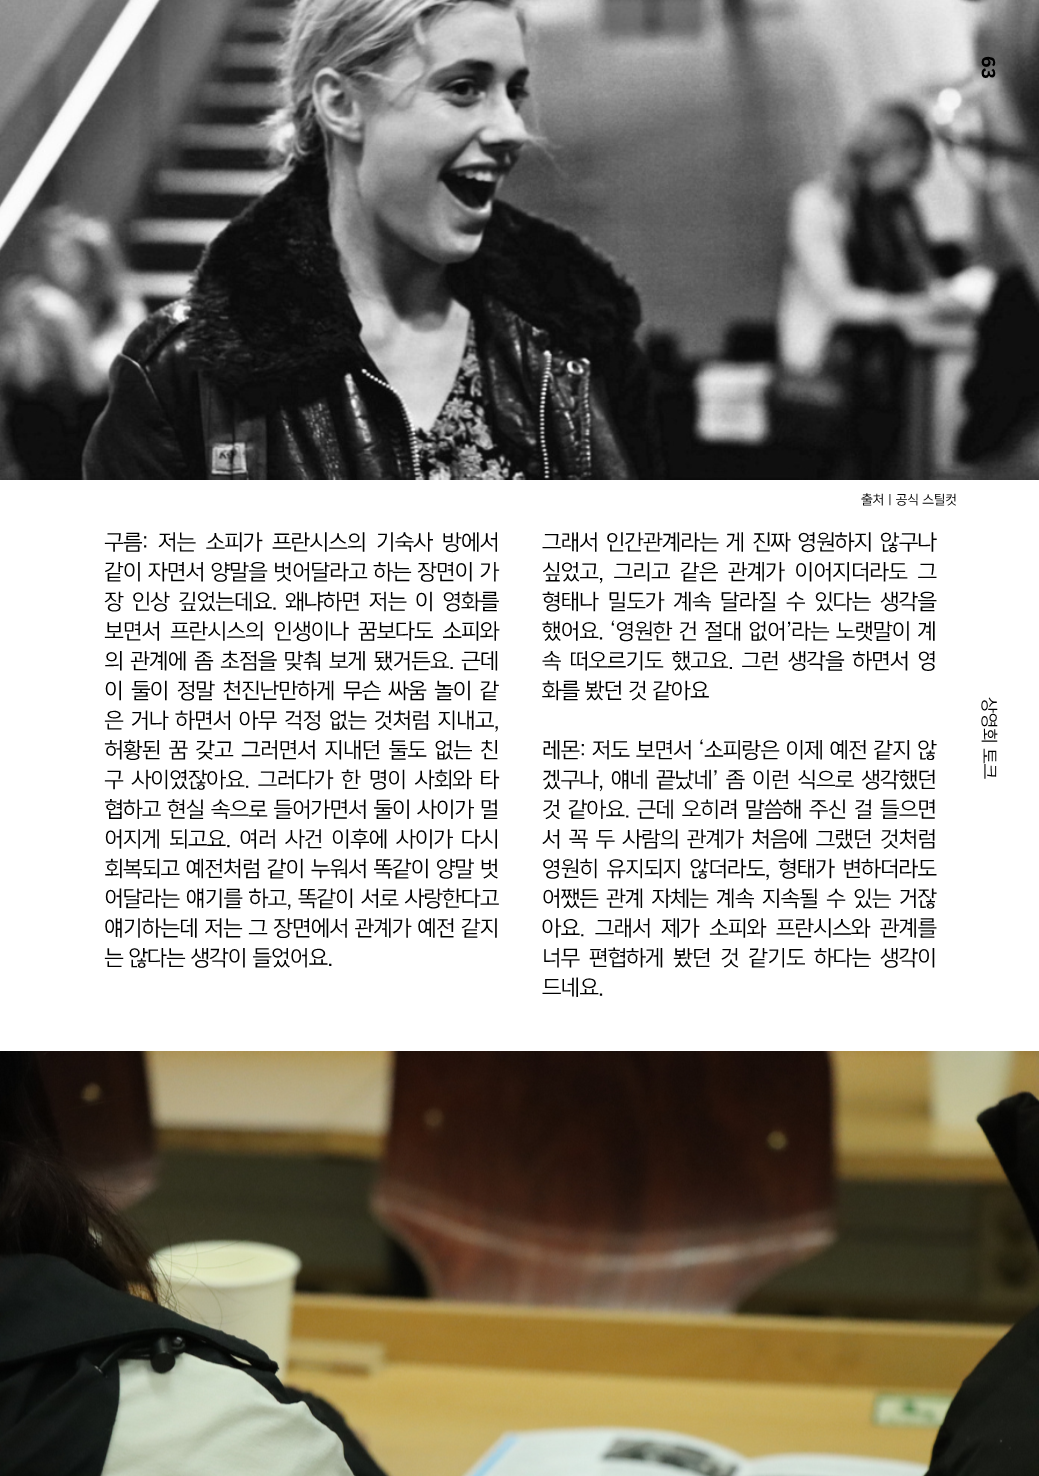 63
출처 | 공식 스틸컷
구름: 저는 소피가 프란시스의 기숙사 방에서
같이 자면서 양말을 벗어달라고 하는 장면이 가
장 인상 깊었는데요. 왜냐하면 저는 이 영화를
보면서 프란시스의 인생이나 꿈보다도 소피와
의 관계에 좀 초점을 맞춰 보게 됐거든요. 근데
이 둘이 정말 천진난만하게 무슨 싸움 놀이 같
은 거나 하면서 아무 걱정 없는 것처럼 지내고,
허황된 꿈 갖고 그러면서 지내던 둘도 없는 친
구 사이였잖아요. 그러다가 한 명이 사회와 타
협하고 현실 속으로 들어가면서 둘이 사이가 멀
어지게 되고요. 여러 사건 이후에 사이가 다시
회복되고 예전처럼 같이 누워서 똑같이 양말 벗
어달라는 얘기를 하고, 똑같이 서로 사랑한다고
얘기하는데 저는 그 장면에서 관계가 예전 같지
는 않다는 생각이 들었어요.
그래서 인간관계라는 게 진짜 영원하지 않구나
싶었고, 그리고 같은 관계가 이어지더라도 그
형태나 밀도가 계속 달라질 수 있다는 생각을
했어요. ‘영원한 건 절대 없어’라는 노랫말이 계
속 떠오르기도 했고요. 그런 생각을 하면서 영
화를 봤던 것 같아요
레몬: 저도 보면서 ‘소피랑은 이제 예전 같지 않
겠구나, 얘네 끝났네’ 좀 이런 식으로 생각했던
것 같아요. 근데 오히려 말씀해 주신 걸 들으면
서 꼭 두 사람의 관계가 처음에 그랬던 것처럼
영원히 유지되지 않더라도, 형태가 변하더라도
어쨌든 관계 자체는 계속 지속될 수 있는 거잖
아요. 그래서 제가 소피와 프란시스와 관계를
너무 편협하게 봤던 것 같기도 하다는 생각이
드네요.
상영회 토크